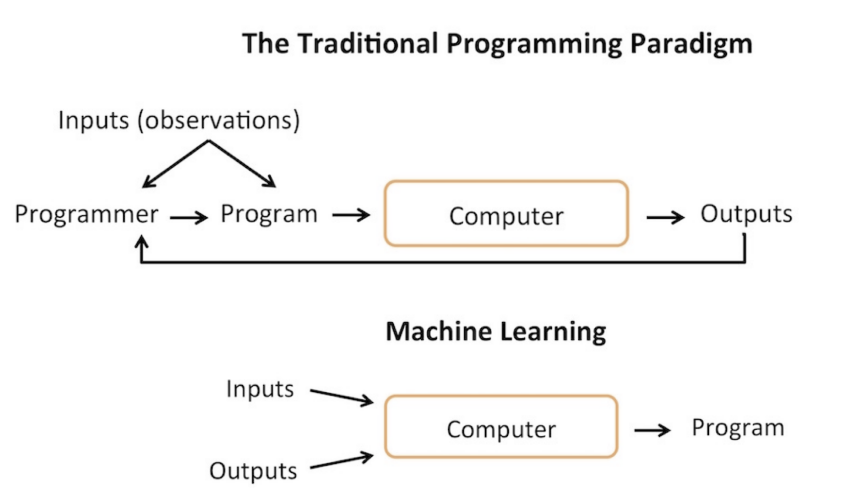 The Traditional Programming Paradigm
Inputs (observations)
Programmer Program Computer Outputs
Machine Learning
Inputs
Computer Program
Outputs